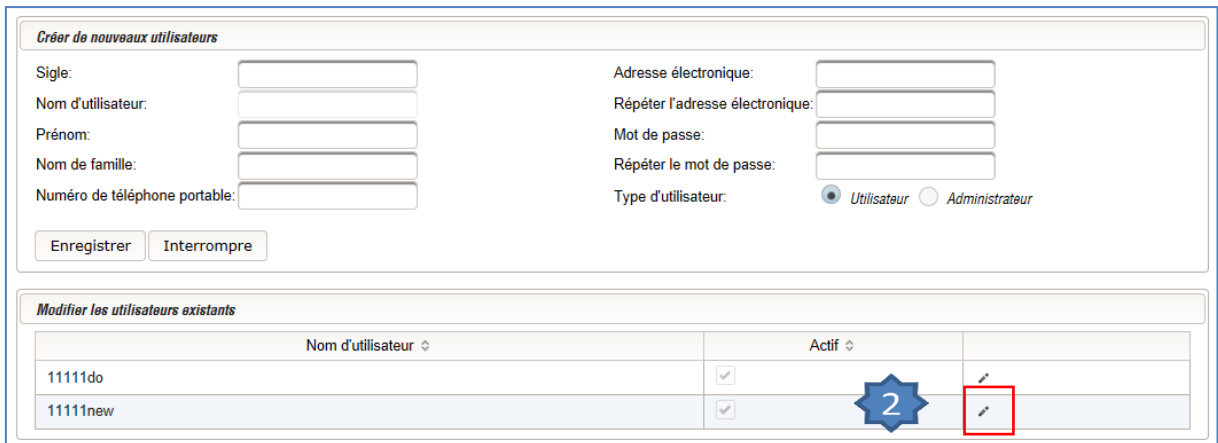 Créer de nouveaux utilisateurs
Sigle: Adresse électronique:
Nom d'utilisateur: Répéter l'adresse électronique:
Prénom: Mot de passe:
Nom de famille: Répéter le mot de passe:
Numéro de téléphone portable: Type d'utilisateur: Utilisateur Administrateur
Enregistrer Interrompre
Modifier les utilisateurs existants
Nom d'utilisateur Actif
11111do
11111new 2